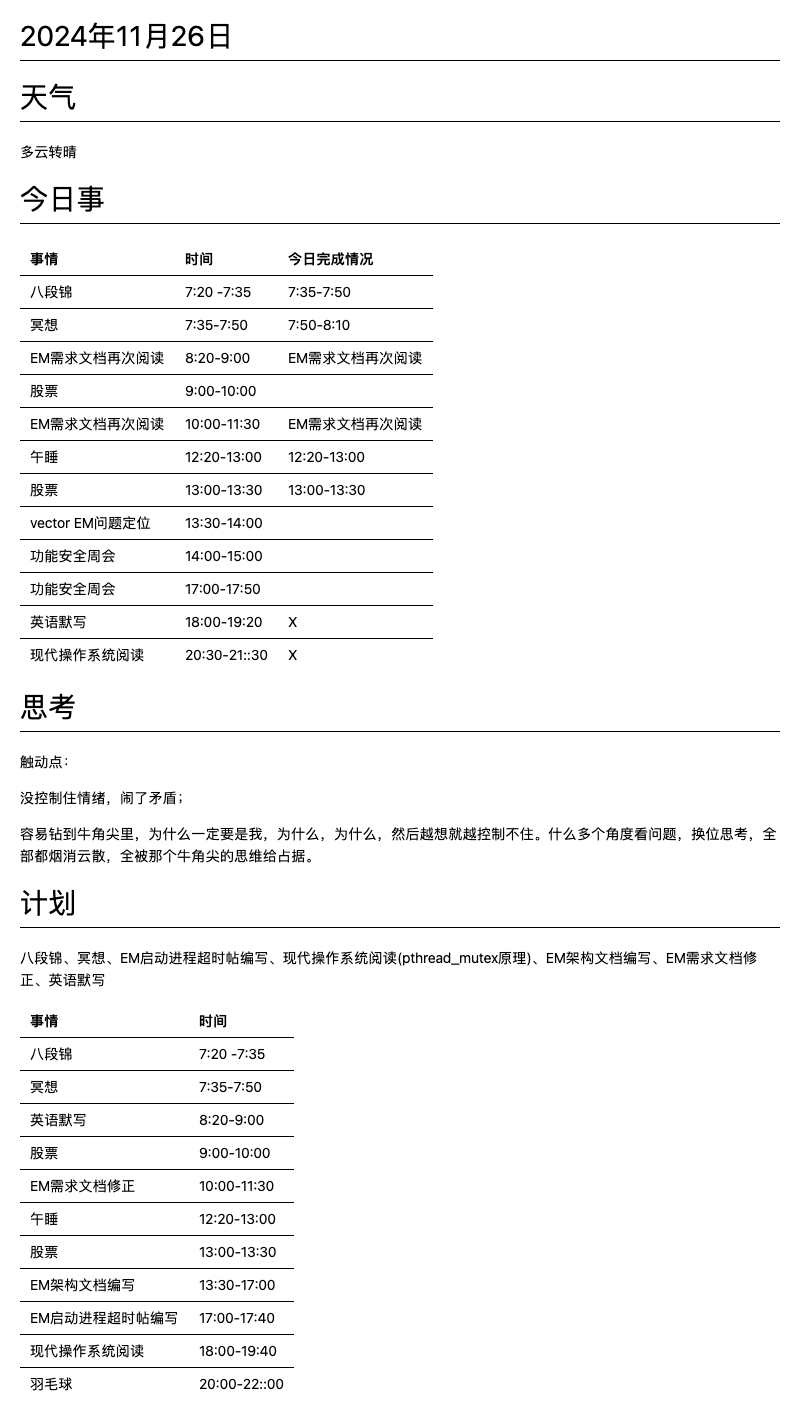 2024年11月26日
天气
多云转晴
今日事
事情 时间 今日完成情况
八段锦 7:20 -7:35 7:35-7:50
冥想 7:35-7:50 7:50-8:10
EM需求文档再次阅读 8:20-9:00 EM需求文档再次阅读
股票 9:00-10:00
EM需求文档再次阅读 10:00-11:30 EM需求文档再次阅读
午睡 12:20-13:00 12:20-13:00
股票 13:00-13:30 13:00-13:30
vector EM问题定位 13:30-14:00
功能安全周会 14:00-15:00
功能安全周会 17:00-17:50
英语默写 18:00-19:20 X
现代操作系统阅读 20:30-21::30 X
思考
触动点：
没控制住情绪，闹了矛盾；
容易钻到牛角尖里，为什么一定要是我，为什么，为什么，然后越想就越控制不住。什么多个角度看问题，换位思考，全
部都烟消云散，全被那个牛角尖的思维给占据。
计划
八段锦、冥想、EM启动进程超时帖编写、现代操作系统阅读(pthread_mutex原理)、EM架构文档编写、EM需求文档修
正、英语默写
事情 时间
八段锦 7:20 -7:35
冥想 7:35-7:50
英语默写 8:20-9:00
股票 9:00-10:00
EM需求文档修正 10:00-11:30
午睡 12:20-13:00
股票 13:00-13:30
EM架构文档编写 13:30-17:00
EM启动进程超时帖编写 17:00-17:40
现代操作系统阅读 18:00-19:40
羽毛球 20:00-22::00